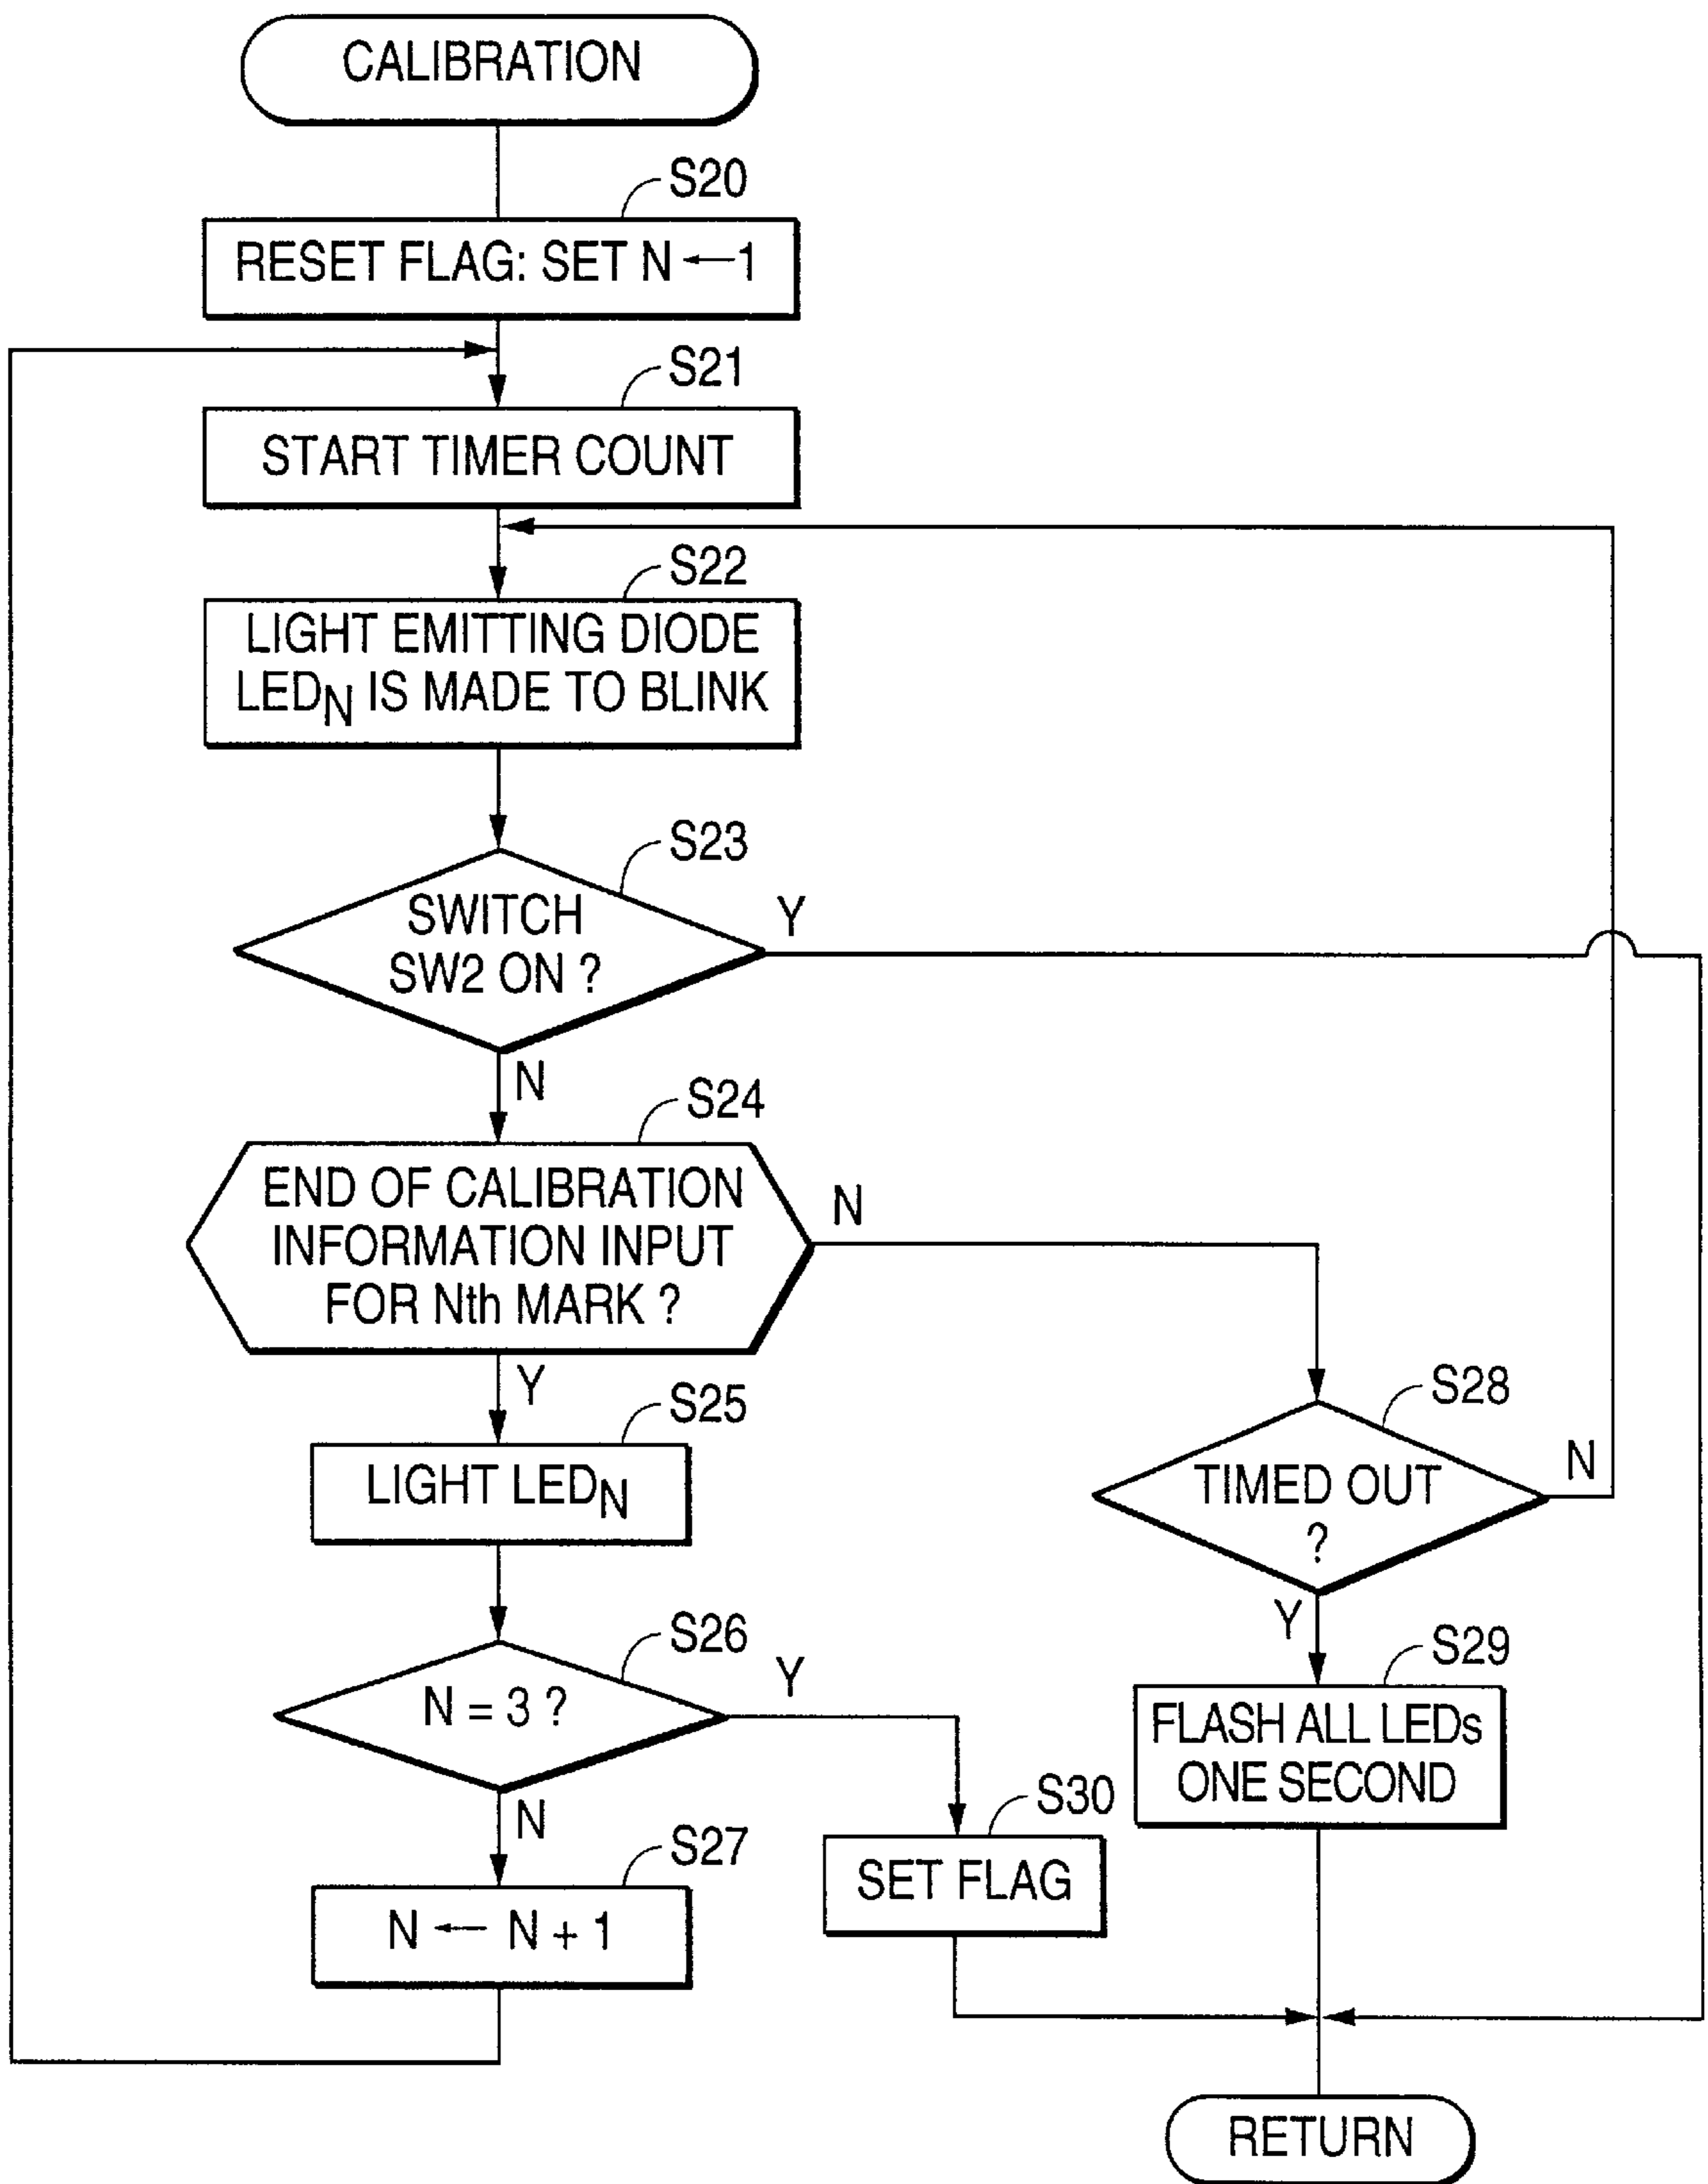 CALIBRATION
S20
RESET FLAG: SET N ← 1
S21
START TIMER COUNT
S22
LIGHT EMITTING DIODE
LEDN IS MADE TO BLINK
S23
SWITCH
SW2 ON ?
Y
N
S24
END OF CALIBRATION
INFORMATION INPUT
FOR Nth MARK ?
N
Y
S25
LIGHT LEDN
S28
TIMED OUT
?
N
Y
S26
N = 3 ?
Y
N
S29
FLASH ALL LEDs
ONE SECOND
S30
SET FLAG
S27
N ← N + 1
RETURN